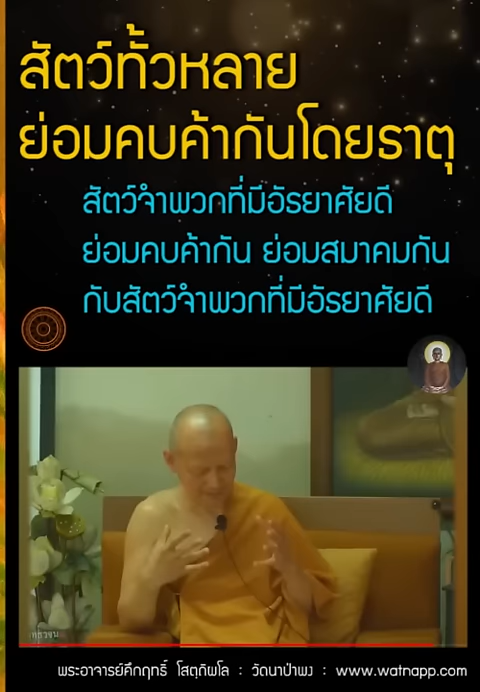 สัตว์ทั้วหลาย
ย่อมคบค้ากันโดยธาตุ
สัตว์จำพวกที่มีอัธยาศัยดี
ย่อมคบค้ากัน ย่อมสมาคมกัน
กับสัตว์จำพวกที่มีอัธยาศัยดี
พระอาจารย์คึกฤทธิ์ โสตฺถิผโล : วัดนาป่าพง : www.watnapp.com